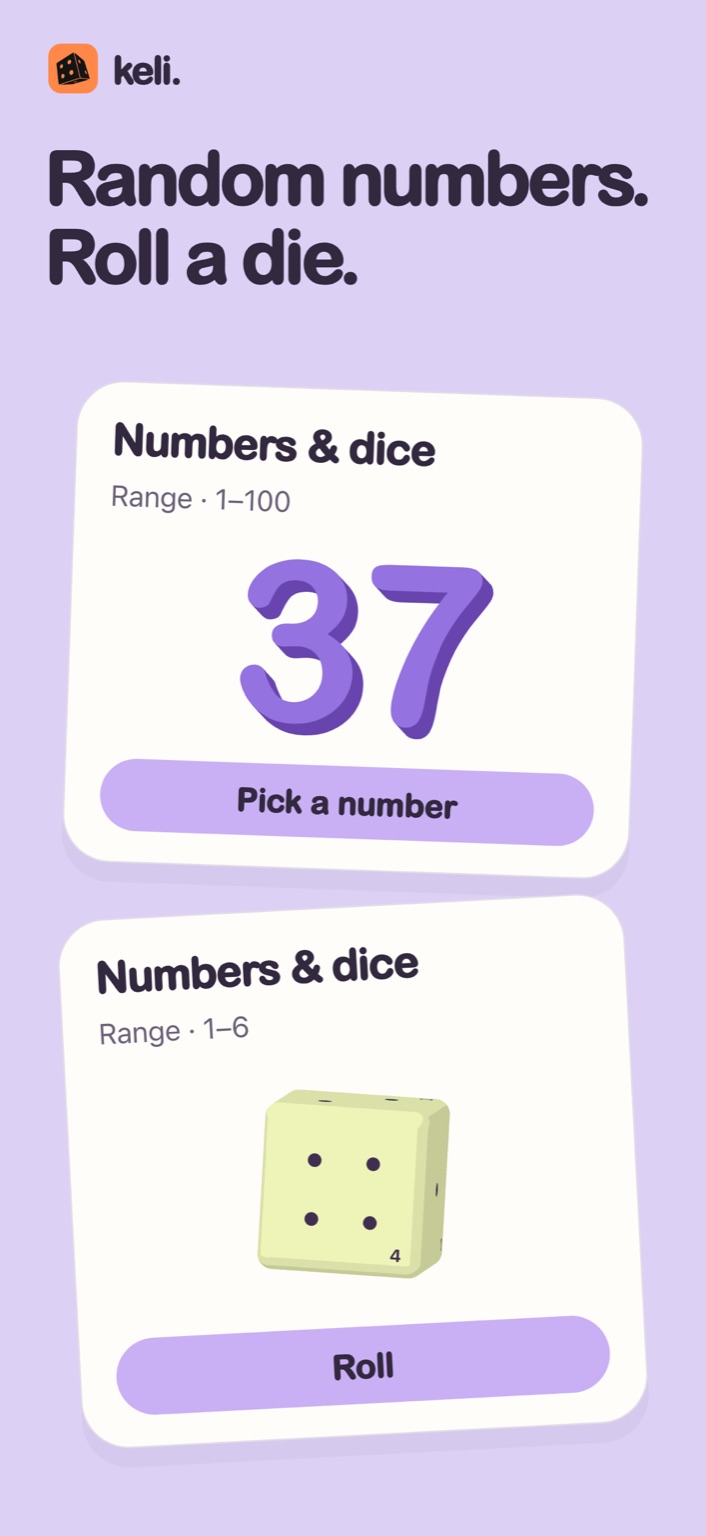 keli.
Random numbers.
Roll a die.
Numbers & dice
Range · 1–100
37
Pick a number
Numbers & dice
Range · 1–6
4
Roll